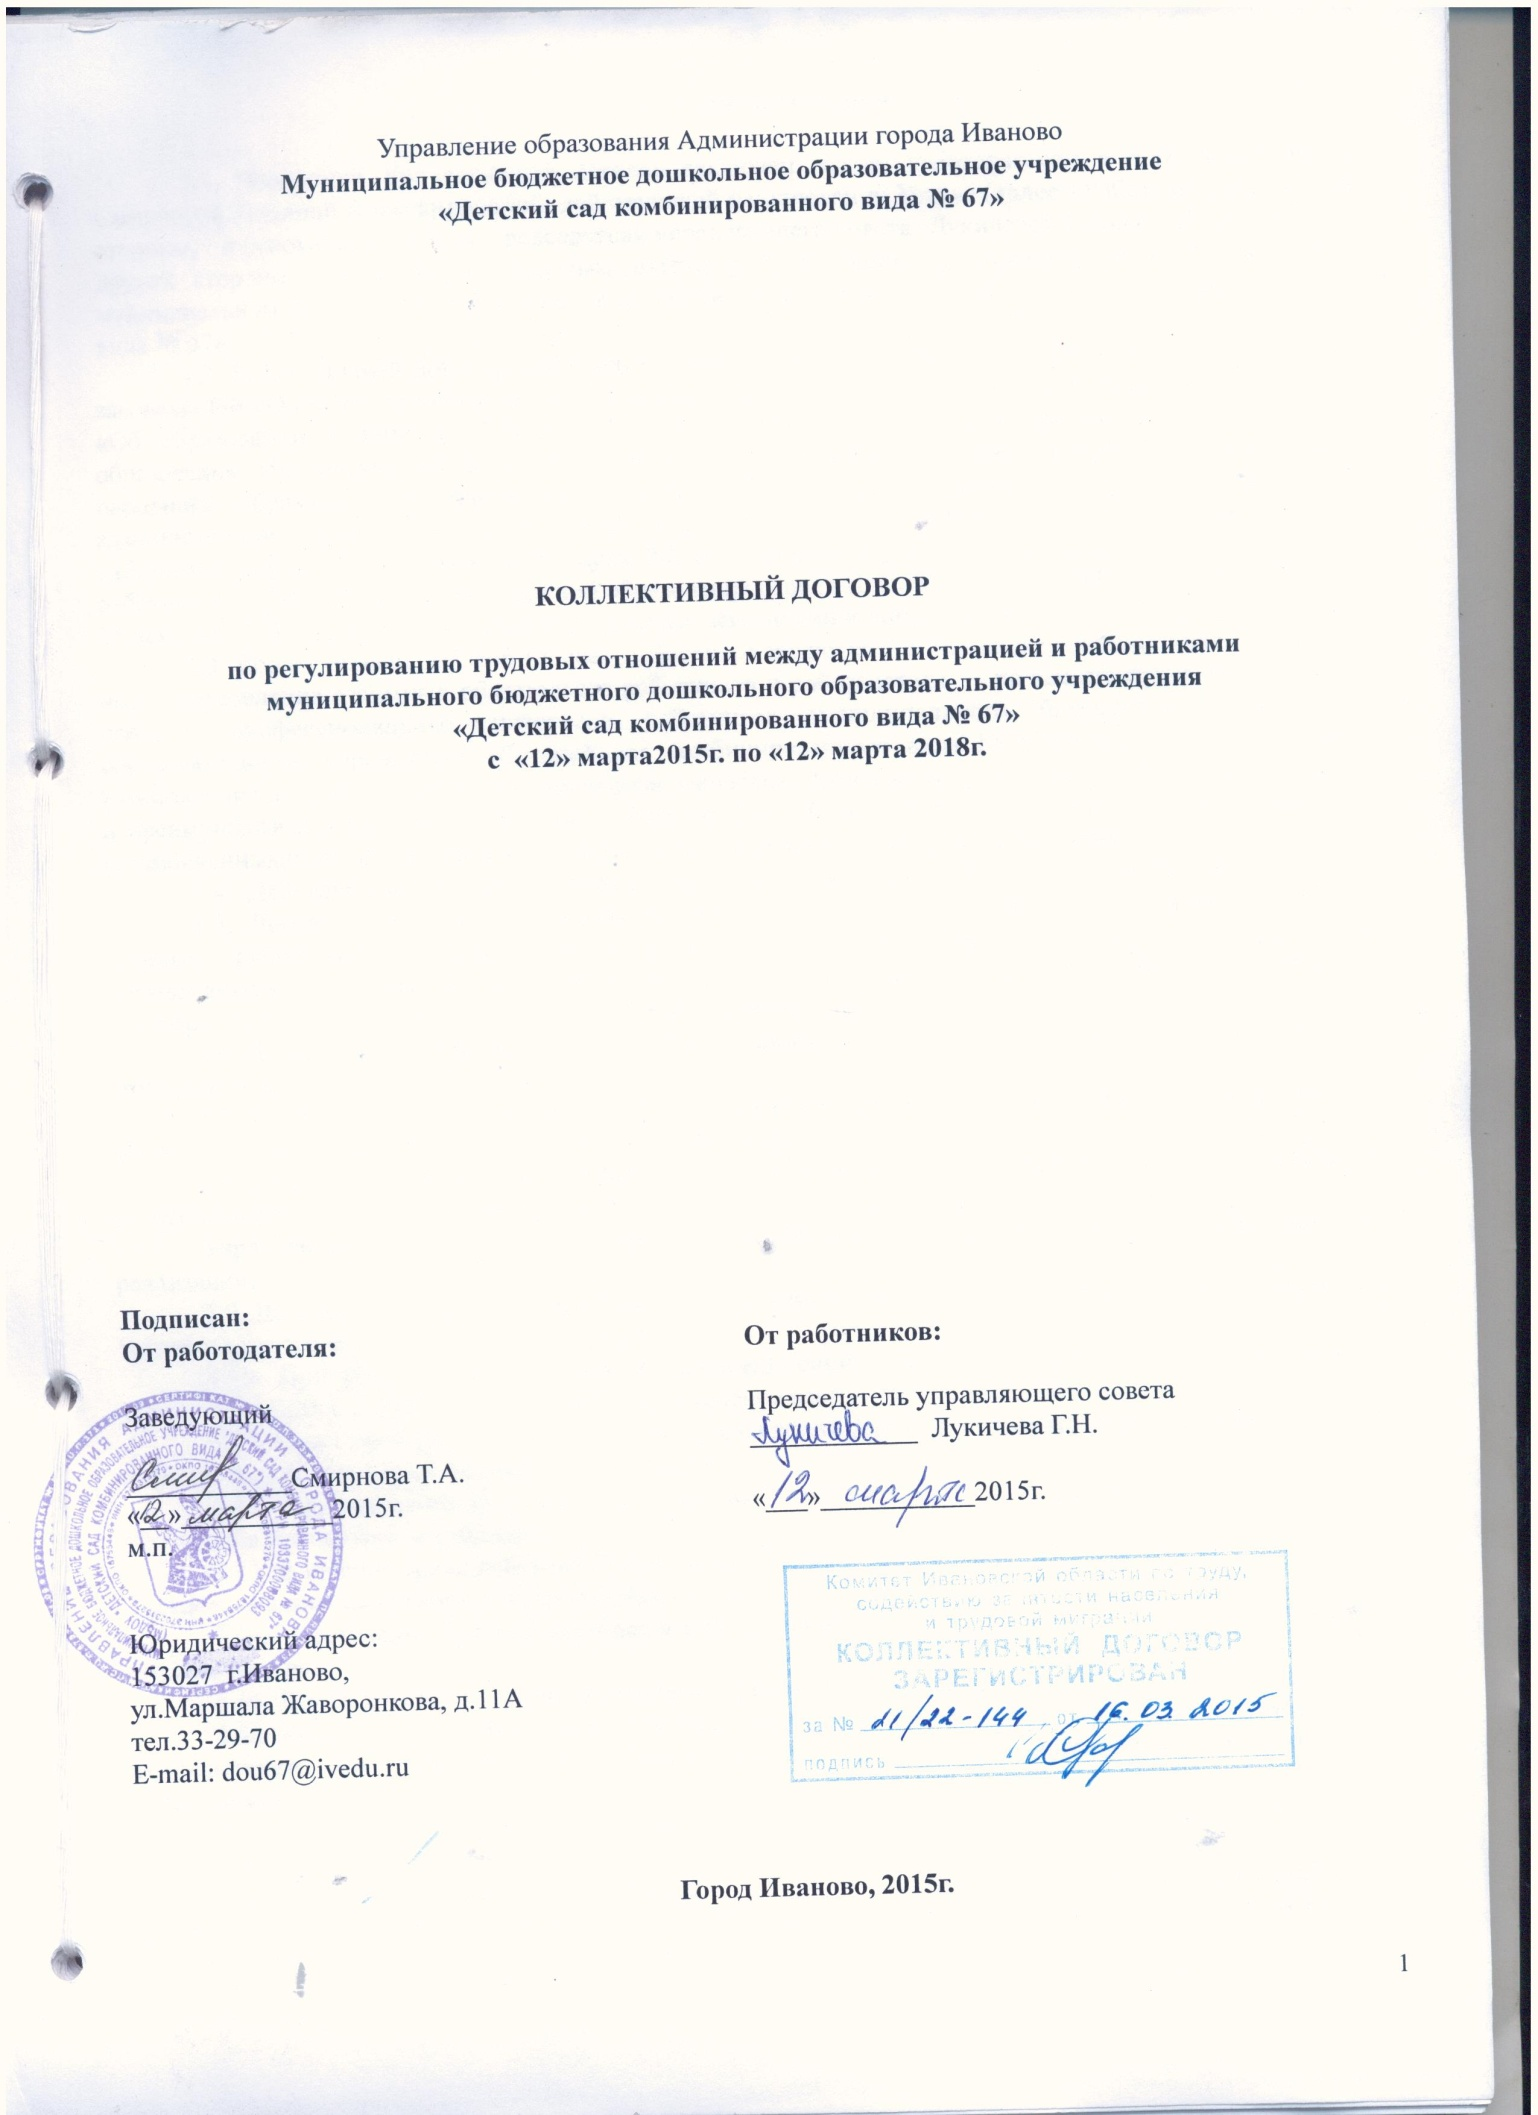 Управление образования Администрации города Иваново
Муниципальное бюджетное дошкольное образовательное учреждение
«Детский сад комбинированного вида № 67»
КОЛЛЕКТИВНЫЙ ДОГОВОР
по регулированию трудовых отношений между администрацией и работниками
муниципального бюджетного дошкольного образовательного учреждения
«Детский сад комбинированного вида № 67»
с «12» марта2015г. по «12» марта 2018г.
Подписан:
От работодателя:
Заведующий
Смирнова Т.А.
«12» марта 2015г.
м.п.
Юридический адрес:
153027 г.Иваново,
ул.Маршала Жаворонкова, д.11А
тел.33-29-70
E-mail: dou67@ivedu.ru
От работников:
Председатель управляющего совета
Лукичева Лукичева Г.Н.
«12» марта 2015г.
Комитет Ивановской области по труду,
содействию занятости населения
и трудовой миграции
КОЛЛЕКТИВНЫЙ ДОГОВОР
ЗАРЕГИСТРИРОВАН
за № 21/22-144, от 16.03.2015
подпись
Город Иваново, 2015г.
1